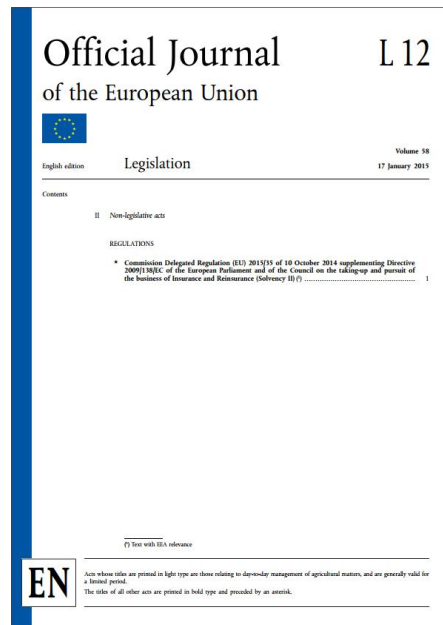 Official Journal L 12
of the European Union
Volume 58
English edition Legislation 17 January 2015
Contents
II Non-legislative acts
REGULATIONS
* Commission Delegated Regulation (EU) 2015/35 of 10 October 2014 supplementing Directive
2009/138/EC of the European Parliament and of the Council on the taking-up and pursuit of
the business of Insurance and Reinsurance (Solvency II) (¹) ................................................... 1
(¹) Text with EEA relevance
EN
Acts whose titles are printed in light type are those relating to day-to-day management of agricultural matters, and are generally valid for
a limited period.
The titles of all other acts are printed in bold type and preceded by an asterisk.